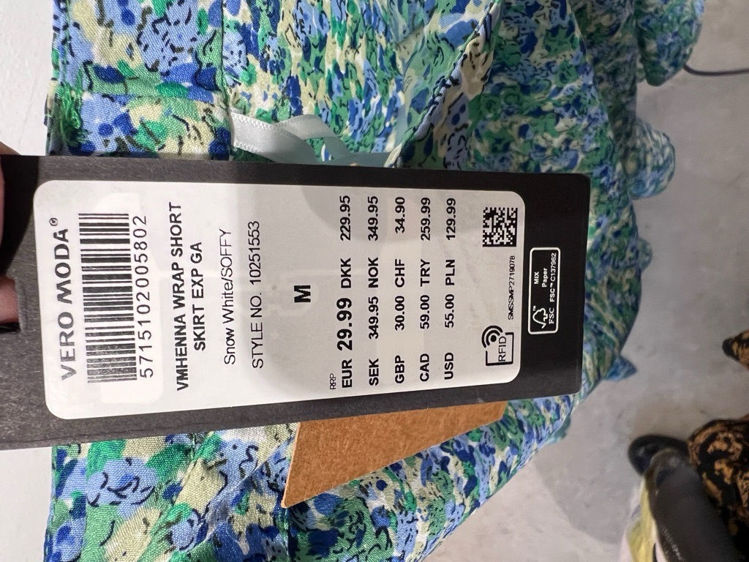 VERO MODA®
5715102005802
VMHENNA WRAP SHORT
SKIRT EXP GA
Snow White/SOFFY
STYLE NO. 10251553
M
RRP
EUR 29.99 DKK 229.95
SEK 349.95 NOK 349.95
GBP 30.00 CHF 34.90
CAD 59.00 TRY 259.99
USD 55.00 PLN 129.99
RFID
SMSSMP2719078
FSC
MIX
Paper
FSC™ C137962